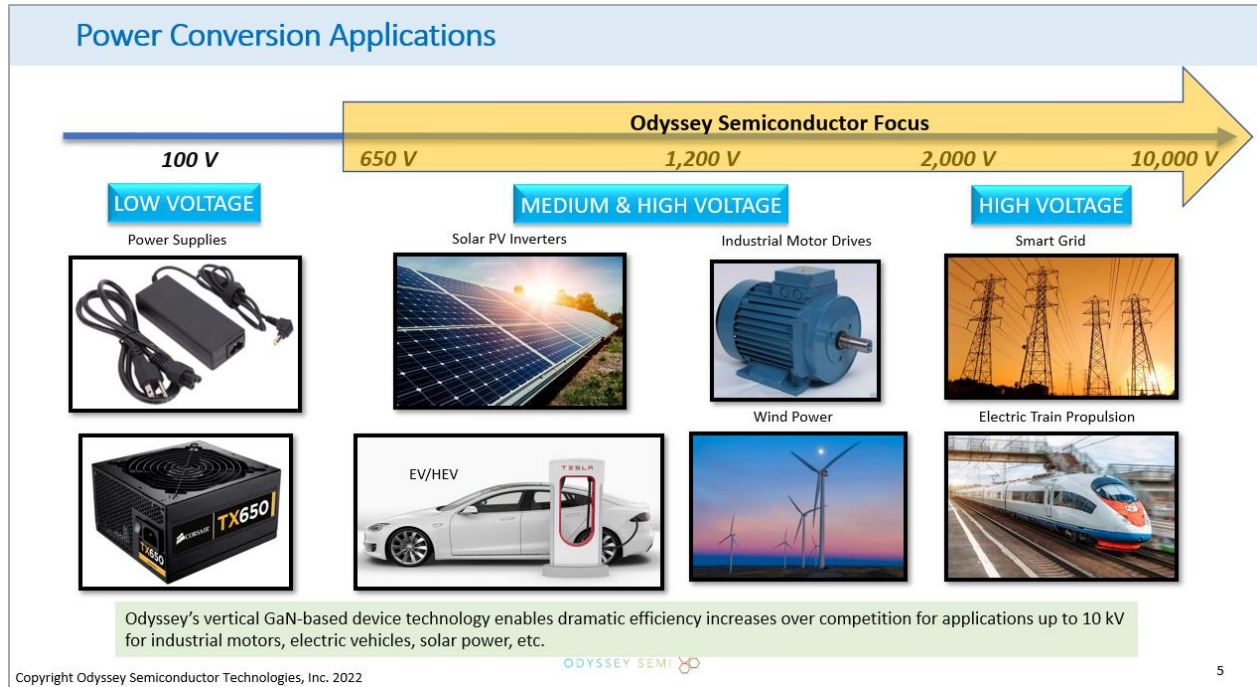 Power Conversion Applications
Odyssey Semiconductor Focus
100 V
650 V
1,200 V
2,000 V
10,000 V
LOW VOLTAGE
MEDIUM & HIGH VOLTAGE
HIGH VOLTAGE
Power Supplies
Solar PV Inverters
Industrial Motor Drives
Smart Grid
Wind Power
Electric Train Propulsion
TX650
CORSAIR
TX650
EV/HEV
TESLA
Odyssey's vertical GaN-based device technology enables dramatic efficiency increases over competition for applications up to 10 kV
for industrial motors, electric vehicles, solar power, etc.
ODYSSEY SEMI
Copyright Odyssey Semiconductor Technologies, Inc. 2022
5